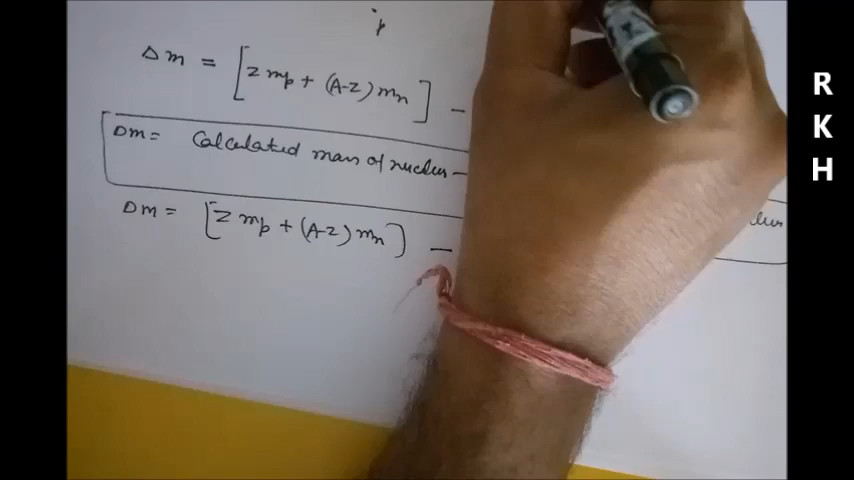 Δm = [Z mp + (A-Z) mn] -
Δm = Calculated mass of nucleus -
Δm = [Z mp + (A-Z) mn] -
R
K
H